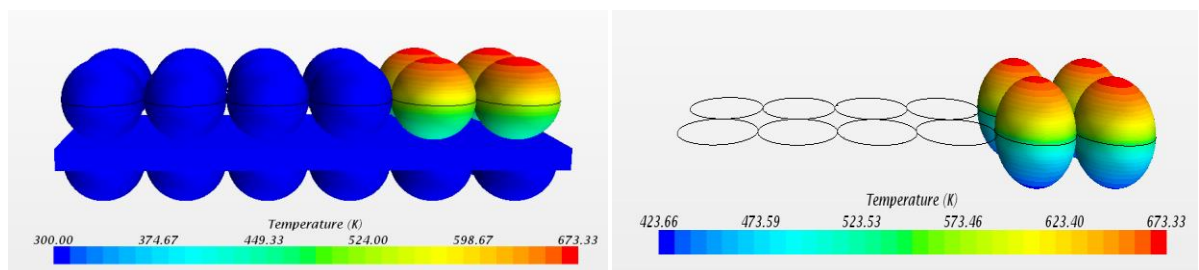 Temperature (K)
300.00 374.67 449.33 524.00 598.67 673.33
Temperature (K)
423.66 473.59 523.53 573.46 623.40 673.33